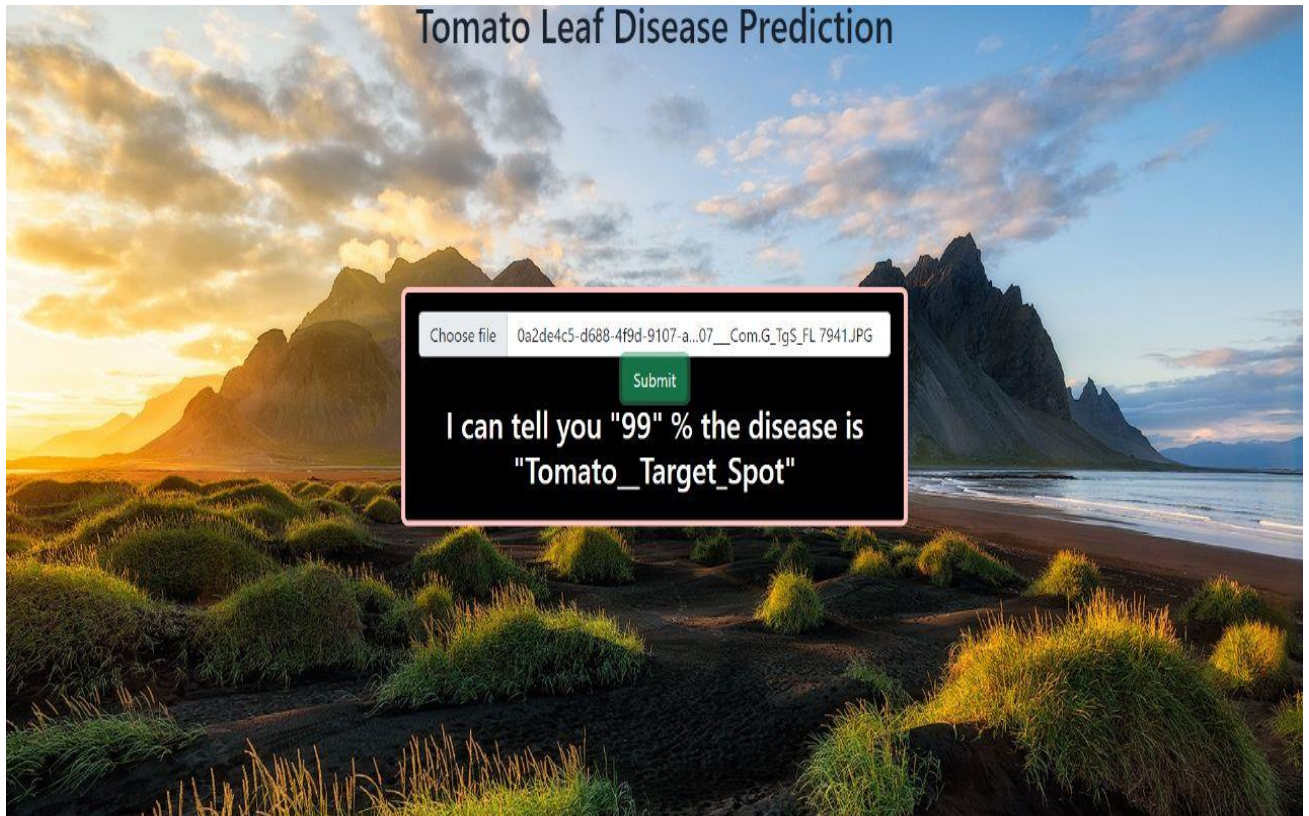 Tomato Leaf Disease Prediction
Choose file 0a2de4c5-d688-4f9d-9107-a...07___Com.G_TgS_FL 7941.JPG
Submit
I can tell you "99" % the disease is
"Tomato__Target_Spot"